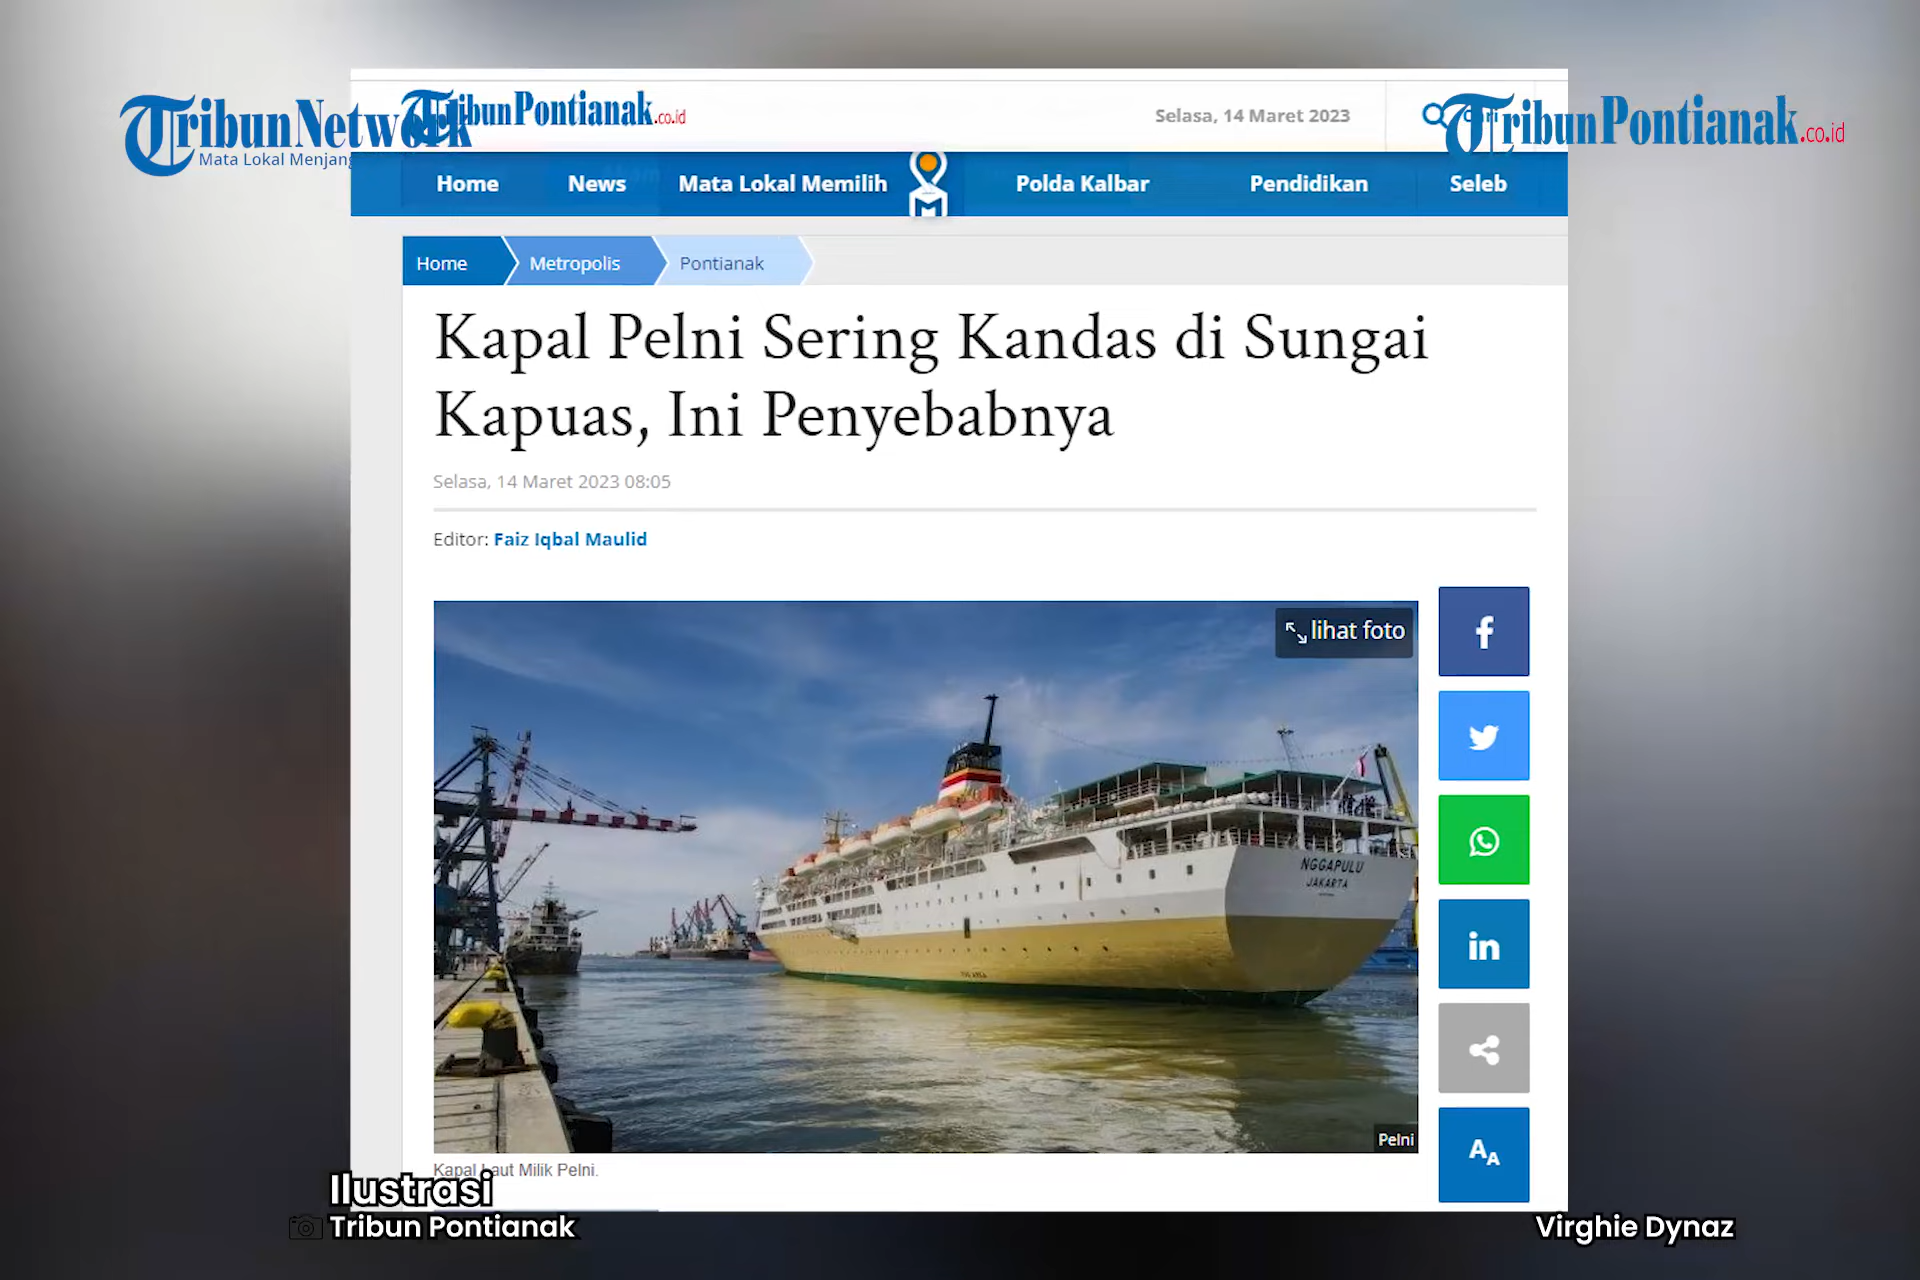 TribunNetwork
Mata Lokal Menjang
TribunPontianak.co.id
Selasa, 14 Maret 2023
TribunPontianak.co.id
Home News Mata Lokal Memilih Polda Kalbar Pendidikan Seleb
Home Metropolis Pontianak
Kapal Pelni Sering Kandas di Sungai
Kapuas, Ini Penyebabnya
Selasa, 14 Maret 2023 08:05
Editor: Faiz Iqbal Maulid
lihat foto
NGGAPULU
JAKARTA
Pelni
Kapal Laut Milik Pelni.
AA
Ilustrasi
Tribun Pontianak
Virghie Dynaz